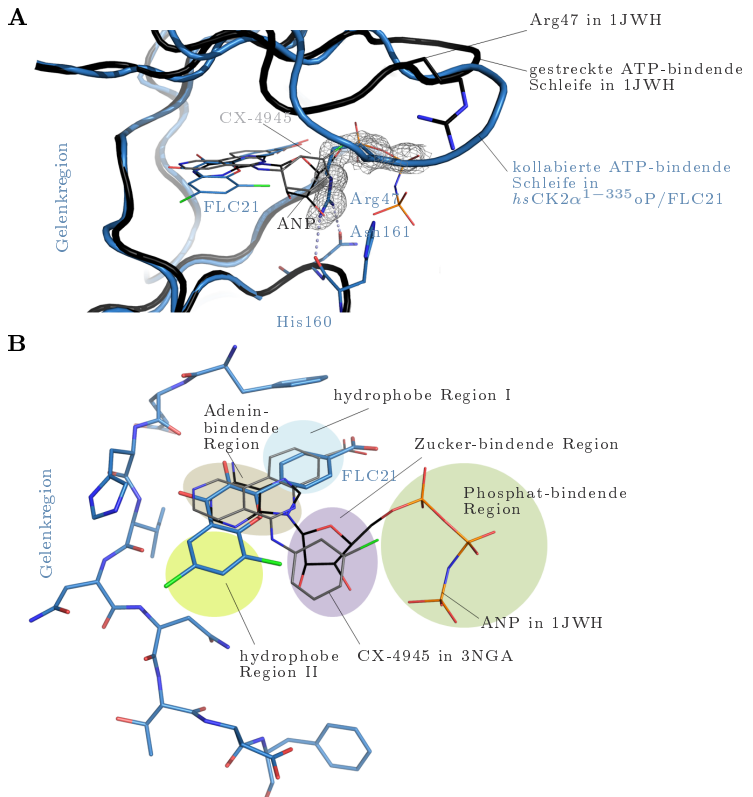 A
Arg47 in 1JWH
gestreckte ATP-bindende
Schleife in 1JWH
CX-4945
kollabierte ATP-bindende
Schleife in
hsCK2α¹⁻³³⁵oP/FLC21
Gelenkregion
FLC21
Arg47
ANP
Asn161
His160
B
hydrophobe Region I
Adenin-
bindende
Region
Zucker-bindende Region
FLC21
Phosphat-bindende
Region
Gelenkregion
ANP in 1JWH
hydrophobe
Region II
CX-4945 in 3NGA